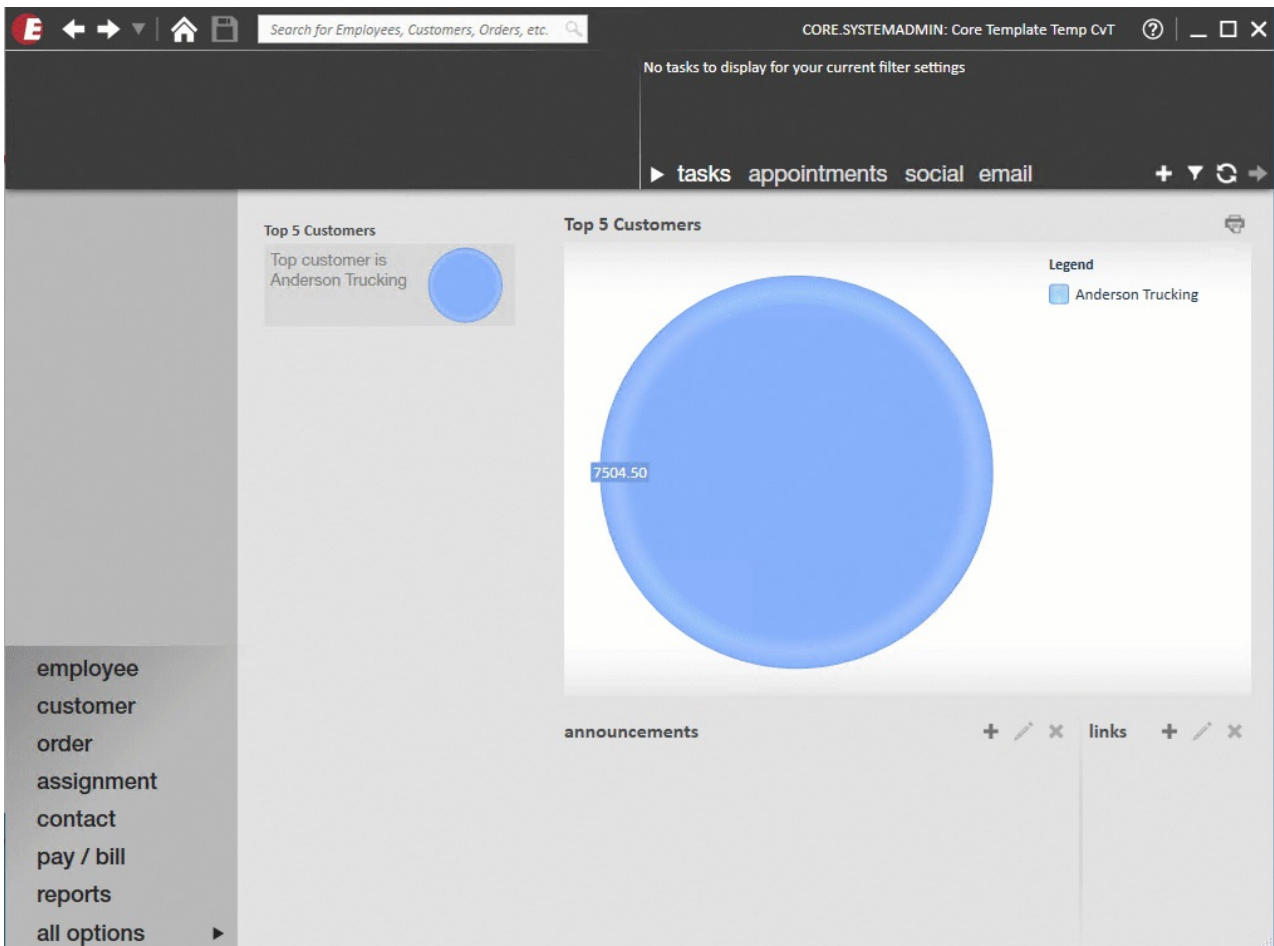 E
Search for Employees, Customers, Orders, etc.
CORE.SYSTEMADMIN: Core Template Temp CvT
?
No tasks to display for your current filter settings
tasks appointments social email
Top 5 Customers
Top customer is
Anderson Trucking
Top 5 Customers
Legend
Anderson Trucking
7504.50
announcements
links
employee
customer
order
assignment
contact
pay / bill
reports
all options